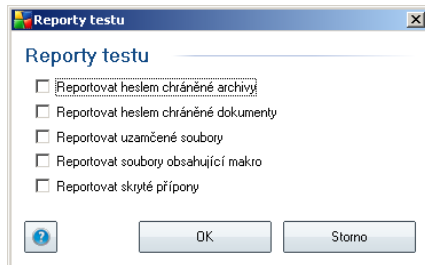 Reporty testu
Reporty testu
Reportovat heslem chráněné archivy
Reportovat heslem chráněné dokumenty
Reportovat uzamčené soubory
Reportovat soubory obsahující makro
Reportovat skryté přípony
OK
Storno